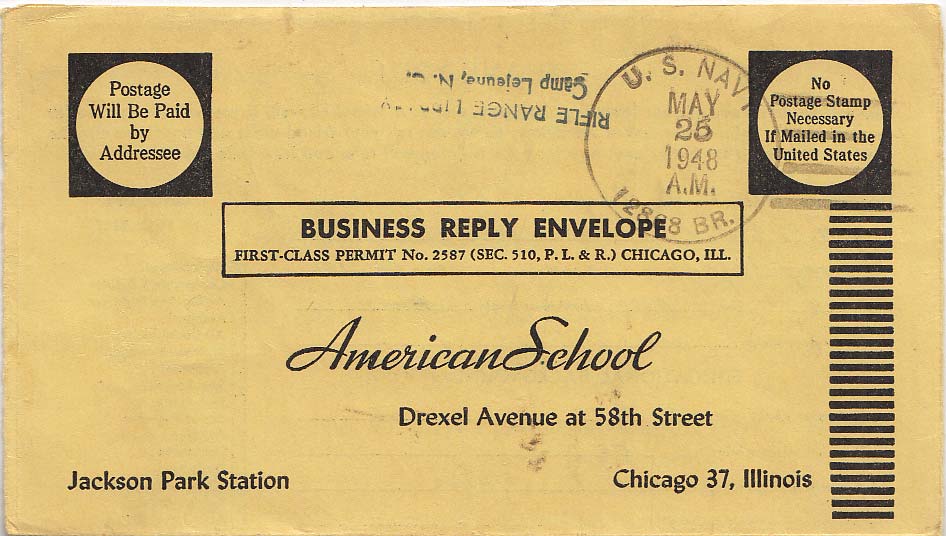 Postage
Will Be Paid
by
Addressee
RIFLE RANGE LIBRARY
Camp Lejeune, N. C.
U. S. NAVY
MAY
25
1948
A.M.
12868 BR.
No
Postage Stamp
Necessary
If Mailed in the
United States
BUSINESS REPLY ENVELOPE
FIRST-CLASS PERMIT No. 2587 (SEC. 510, P. L. & R.) CHICAGO, ILL.
American School
Drexel Avenue at 58th Street
Jackson Park Station
Chicago 37, Illinois